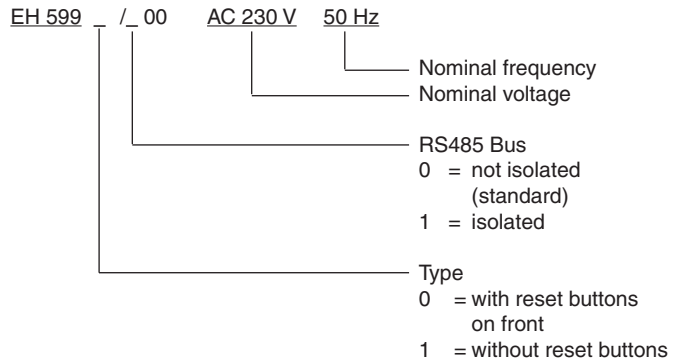 EH 599 _ /_ 00 AC 230 V 50 Hz
Nominal frequency
Nominal voltage
RS485 Bus
0 = not isolated
(standard)
1 = isolated
Type
0 = with reset buttons
on front
1 = without reset buttons